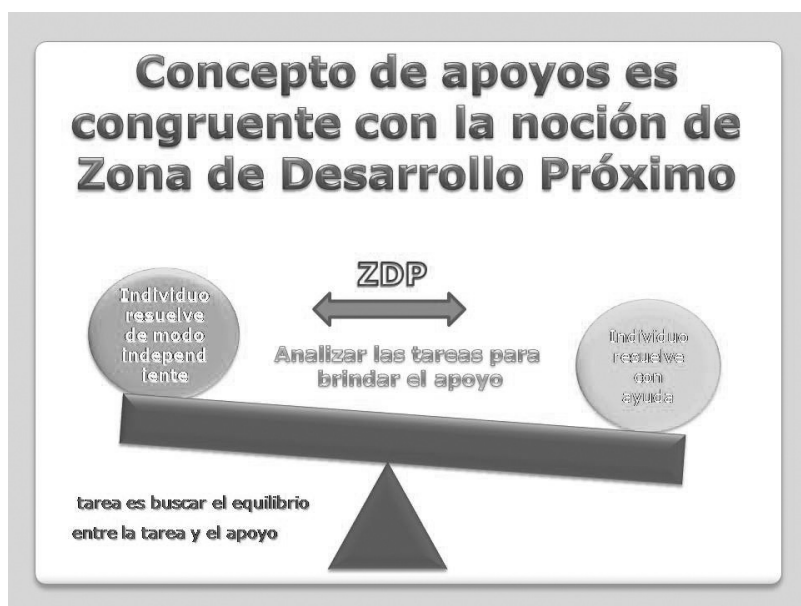 Concepto de apoyos es
congruente con la noción de
Zona de Desarrollo Próximo
ZDP
Individuo
resuelve
de modo
independ
iente
Analizar las tareas para
brindar el apoyo
Individuo
resuelve
con
ayuda
tarea es buscar el equilibrio
entre la tarea y el apoyo